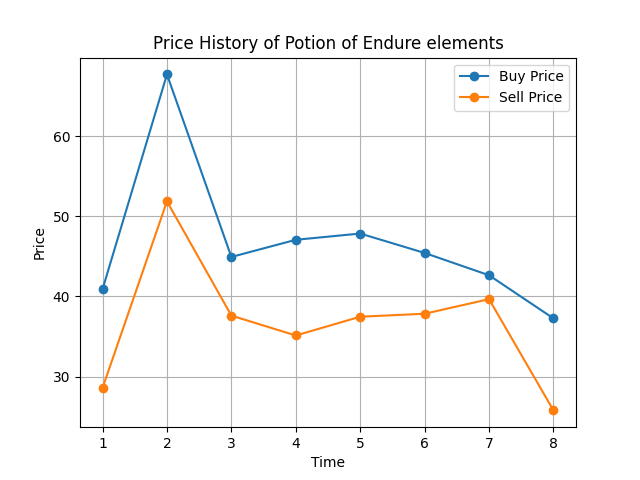 Price History of Potion of Endure elements
Buy Price
Sell Price
Price
60
50
40
30
1 2 3 4 5 6 7 8
Time